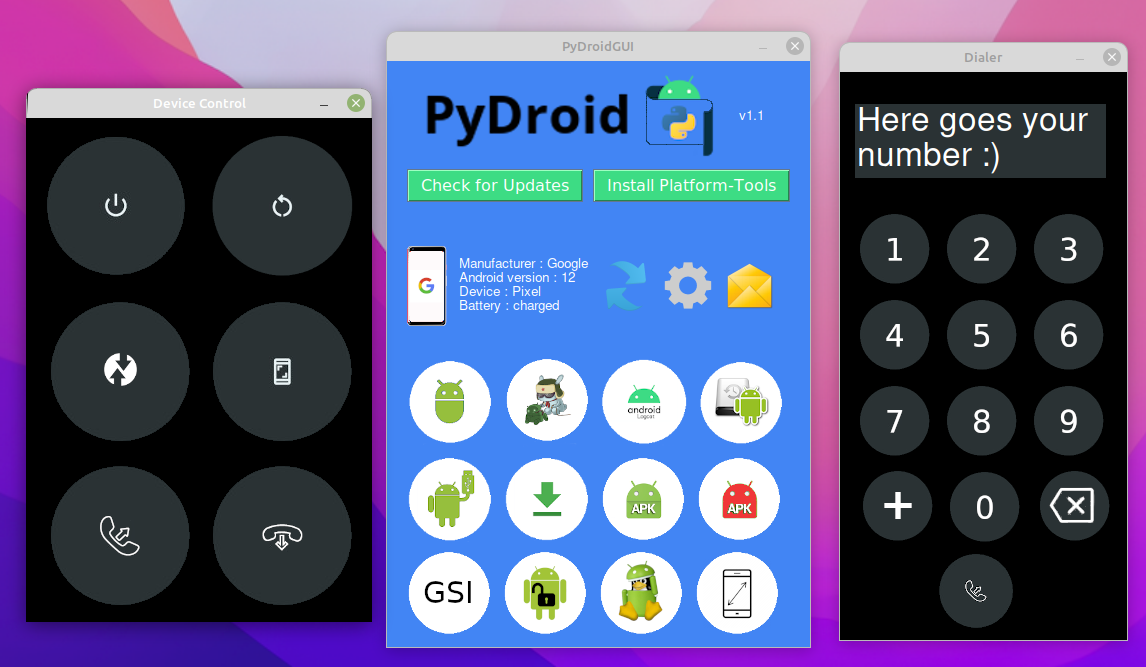 Device Control
PyDroidGUI
PyDroid
v1.1
Check for Updates
Install Platform-Tools
Manufacturer : Google
Android version : 12
Device : Pixel
Battery : charged
android
Logcat
APK
APK
GSI
Dialer
Here goes your
number :)
1 2 3
4 5 6
7 8 9
+ 0